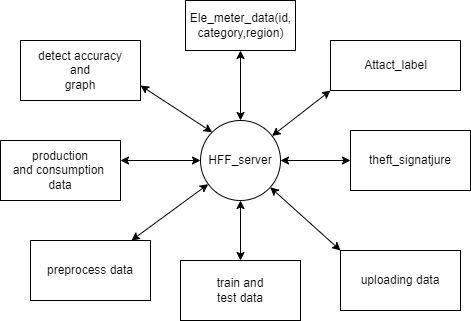 Ele_meter_data(id,
category,region)
detect accuracy
and
graph
Attact_label
production
and consumption
data
HFF_server
theft_signatjure
preprocess data
train and
test data
uploading data